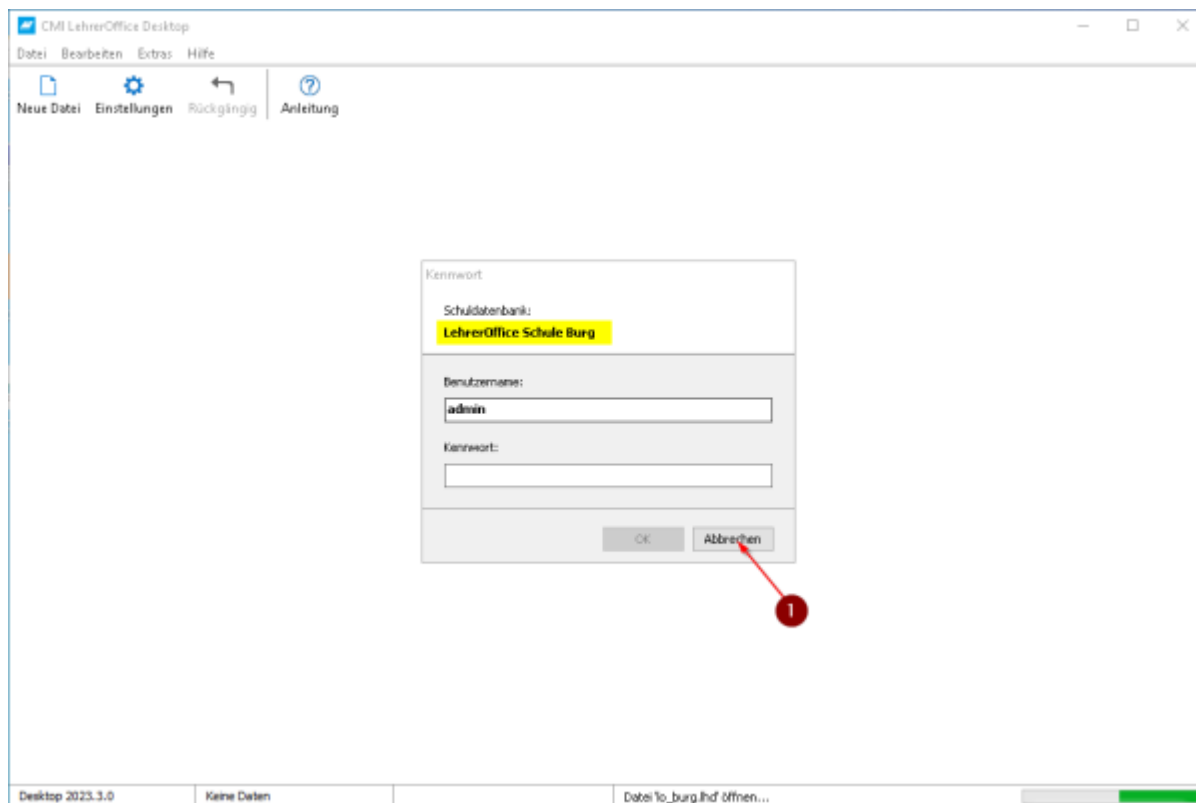 CMI LehrerOffice Desktop
Datei Bearbeiten Extras Hilfe
Neue Datei Einstellungen Rückgängig Anleitung
Kennwort
Schuldatenbank:
LehrerOffice Schule Burg
Benutzername:
admin
Kennwort:
OK Abbrechen
1
Desktop 2023.3.0 Keine Daten Datei 'lo_burg.lhd' öffnen...